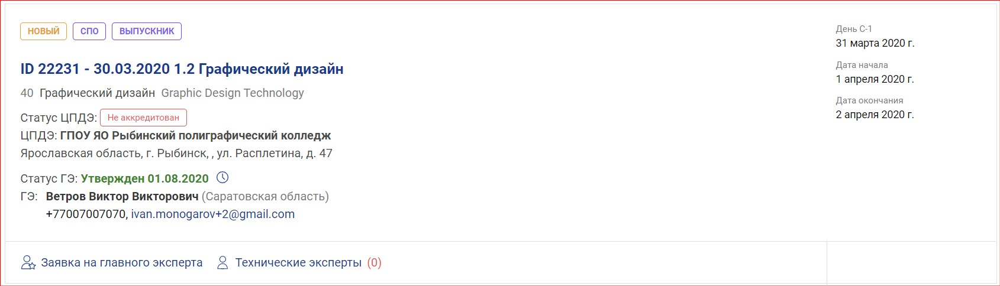 НОВЫЙ СПО ВЫПУСКНИК
ID 22231 - 30.03.2020 1.2 Графический дизайн
40 Графический дизайн Graphic Design Technology
Статус ЦПДЭ: Не аккредитован
ЦПДЭ: ГПОУ ЯО Рыбинский полиграфический колледж
Ярославская область, г. Рыбинск, , ул. Расплетина, д. 47
Статус ГЭ: Утвержден 01.08.2020
ГЭ: Ветров Виктор Викторович (Саратовская область)
+77007007070, ivan.monogarov+2@gmail.com
День С-1
31 марта 2020 г.
Дата начала
1 апреля 2020 г.
Дата окончания
2 апреля 2020 г.
Заявка на главного эксперта Технические эксперты (0)